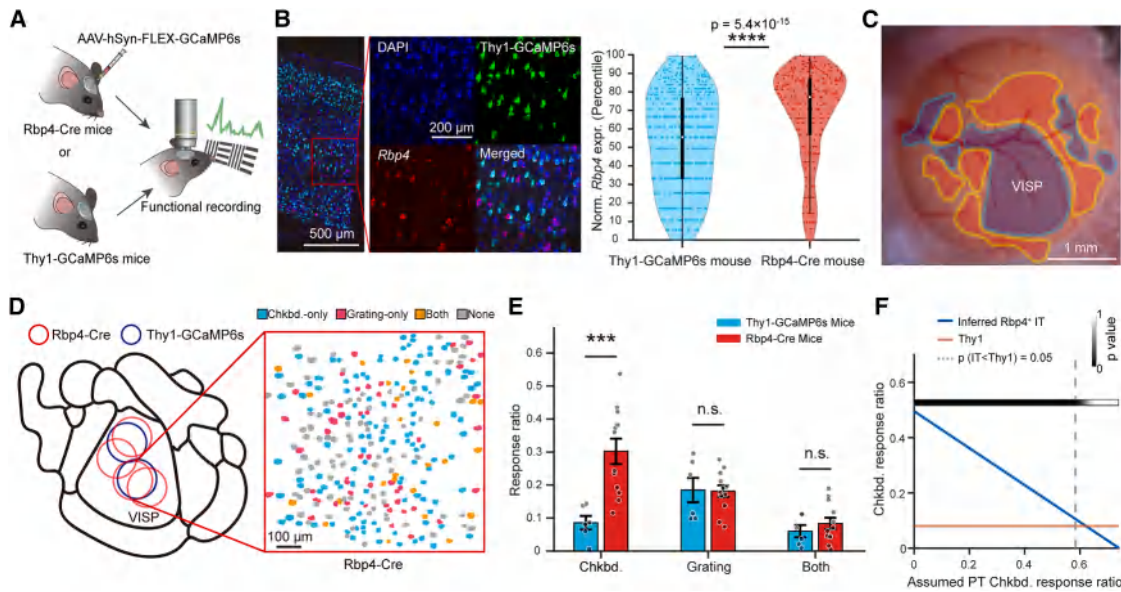 A
AAV-hSyn-FLEX-GCaMP6s
Rbp4-Cre mice
or
Functional recording
Thy1-GCaMP6s mice
B
DAPI
Thy1-GCaMP6s
200 μm
Rbp4
Merged
500 μm
p = 5.4×10-15
****
Norm. Rbp4 expr. (Percentile)
100
90
80
70
60
50
40
30
20
10
0
Thy1-GCaMP6s mouse
Rbp4-Cre mouse
C
VISP
1 mm
D
Rbp4-Cre
Thy1-GCaMP6s
Chkbd.-only
Grating-only
Both
None
VISP
100 μm
Rbp4-Cre
E
Thy1-GCaMP6s Mice
Rbp4-Cre Mice
***
n.s.
n.s.
Response ratio
0.6
0.5
0.4
0.3
0.2
0.1
0
Chkbd.
Grating
Both
F
Inferred Rbp4+ IT
Thy1
p (IT<Thy1) = 0.05
1
0
p value
Chkbd. response ratio
0.6
0.4
0.2
0
0
0.2
0.4
0.6
Assumed PT Chkbd. response ratio